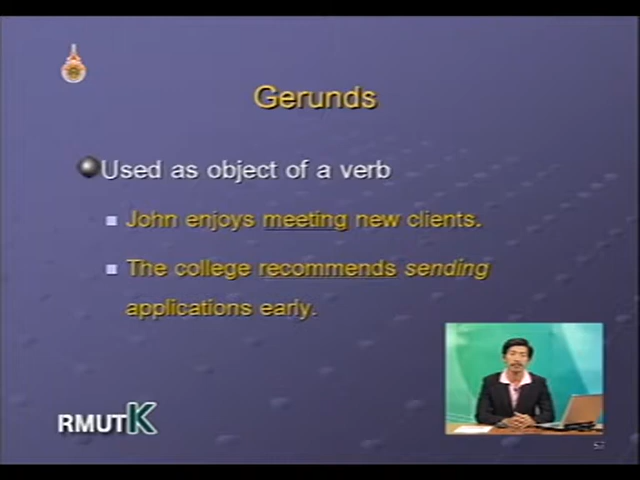 Gerunds
Used as object of a verb
John enjoys meeting new clients.
The college recommends sending
applications early.
RMUTK